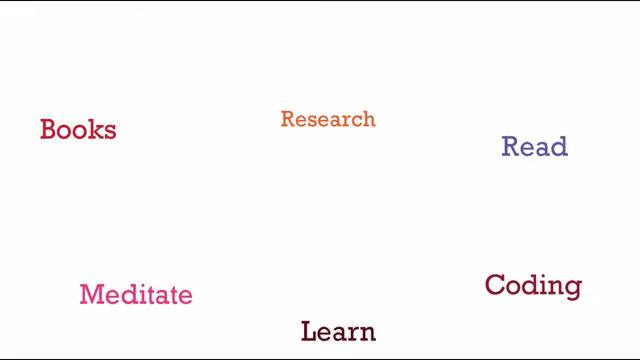 Books
Research
Read
Meditate
Coding
Learn